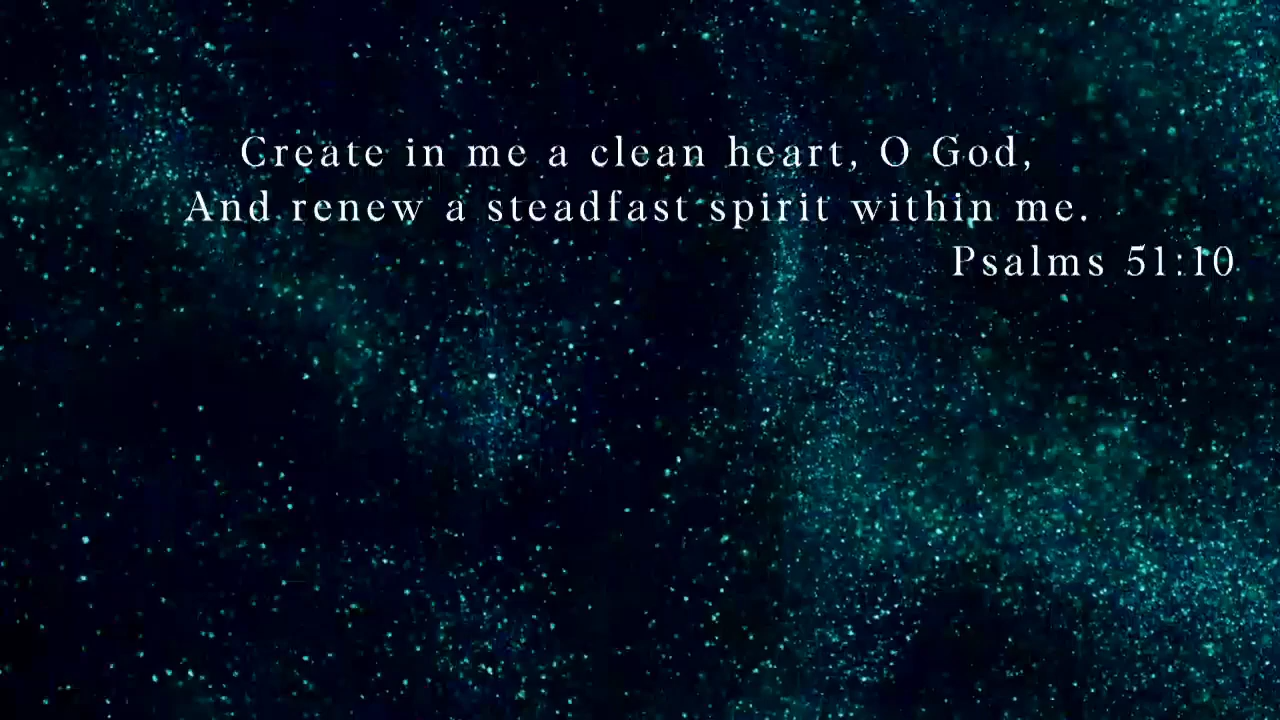 Create in me a clean heart, O God,
And renew a steadfast spirit within me.
Psalms 51:10